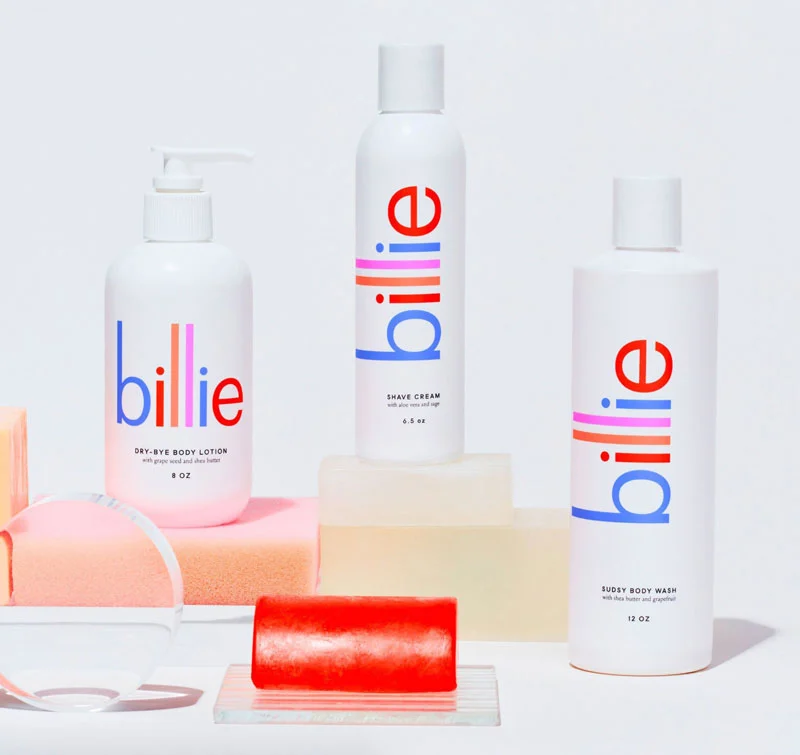 billie
DRY-BYE BODY LOTION
with grape seed and shea butter
8 OZ
billie
SHAVE CREAM
with aloe vera and sage
6.5 oz
billie
SUDSY BODY WASH
with shea butter and grapefruit
12 OZ